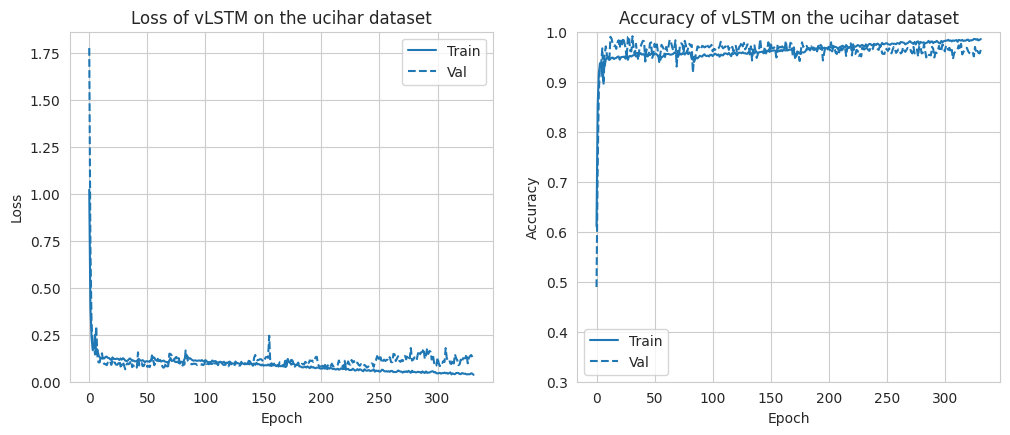 Loss of vLSTM on the ucihar dataset
1.75
1.50
1.25
1.00
0.75
0.50
0.25
0.00
Loss
Train
Val
0 50 100 150 200 250 300
Epoch
Accuracy of vLSTM on the ucihar dataset
1.0
0.9
0.8
0.7
0.6
0.5
0.4
0.3
Accuracy
Train
Val
0 50 100 150 200 250 300
Epoch